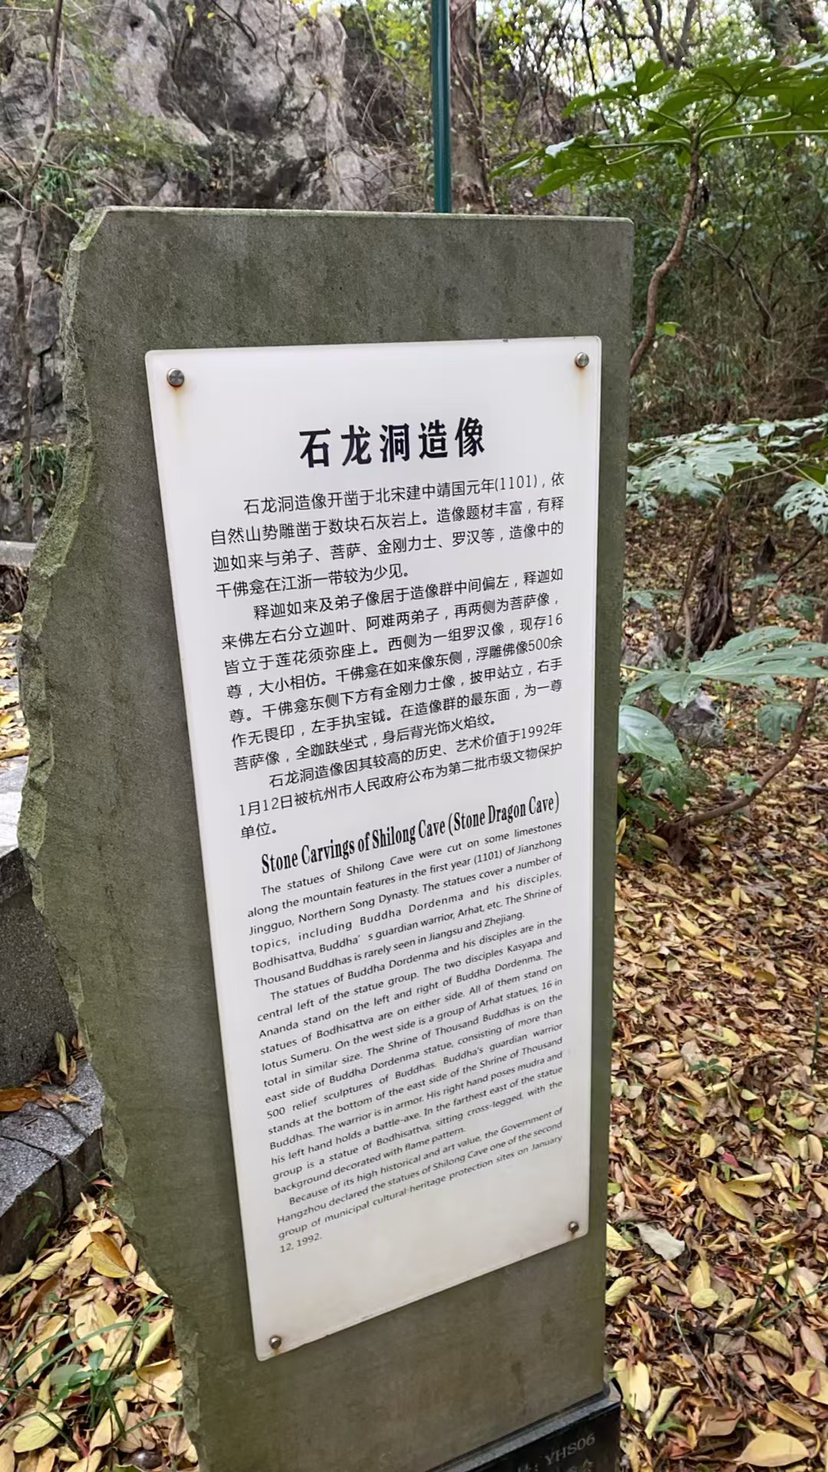 石龙洞造像
石龙洞造像开凿于北宋建中靖国元年(1101)，依
自然山势雕凿于数块石灰岩上。造像题材丰富，有释
迦如来与弟子、菩萨、金刚力士、罗汉等，造像中的
千佛龛在江浙一带较为少见。
释迦如来及弟子像居于造像群中间偏左，释迦如
来佛左右分立迦叶、阿难两弟子，再两侧为菩萨像，
皆立于莲花须弥座上。西侧为一组罗汉像，现存16
尊，大小相仿。千佛龛在如来像东侧，浮雕佛像500余
尊。千佛龛东侧下方有金刚力士像，披甲站立，右手
作无畏印，左手执宝钺。在造像群的最东面，为一尊
菩萨像，全跏趺坐式，身后背光饰火焰纹。
石龙洞造像因其较高的历史、艺术价值于1992年
1月12日被杭州市人民政府公布为第二批市级文物保护
单位。
Stone Carvings of Shilong Cave (Stone Dragon Cave)
The statues of Shilong Cave were cut on some limestones
along the mountain features in the first year (1101) of Jianzhong
Jingguo, Northern Song Dynasty. The statues cover a number of
topics, including Buddha Dordenma and his disciples,
Bodhisattva, Buddha's guardian warrior, Arhat, etc. The Shrine of
Thousand Buddhas is rarely seen in Jiangsu and Zhejiang.
The statues of Buddha Dordenma and his disciples are in the
central left of the statue group. The two disciples Kasyapa and
Ananda stand on the left and right of Buddha Dordenma. The
statues of Bodhisattva are on either side. All of them stand on
lotus Sumeru. On the west side is a group of Arhat statues, 16 in
total in similar size. The Shrine of Thousand Buddhas is on the
east side of Buddha Dordenma statue, consisting of more than
500 relief sculptures of Buddhas. Buddha's guardian warrior
stands at the bottom of the east side of the Shrine of Thousand
Buddhas. The warrior is in armor. His right hand poses mudra and
his left hand holds a battle-axe. In the farthest east of the statue
group is a statue of Bodhisattva, sitting cross-legged, with the
background decorated with flame pattern.
Because of its high historical and art value, the Government of
Hangzhou declared the statues of Shilong Cave one of the second
group of municipal cultural heritage protection sites on January
12, 1992.
YHS06